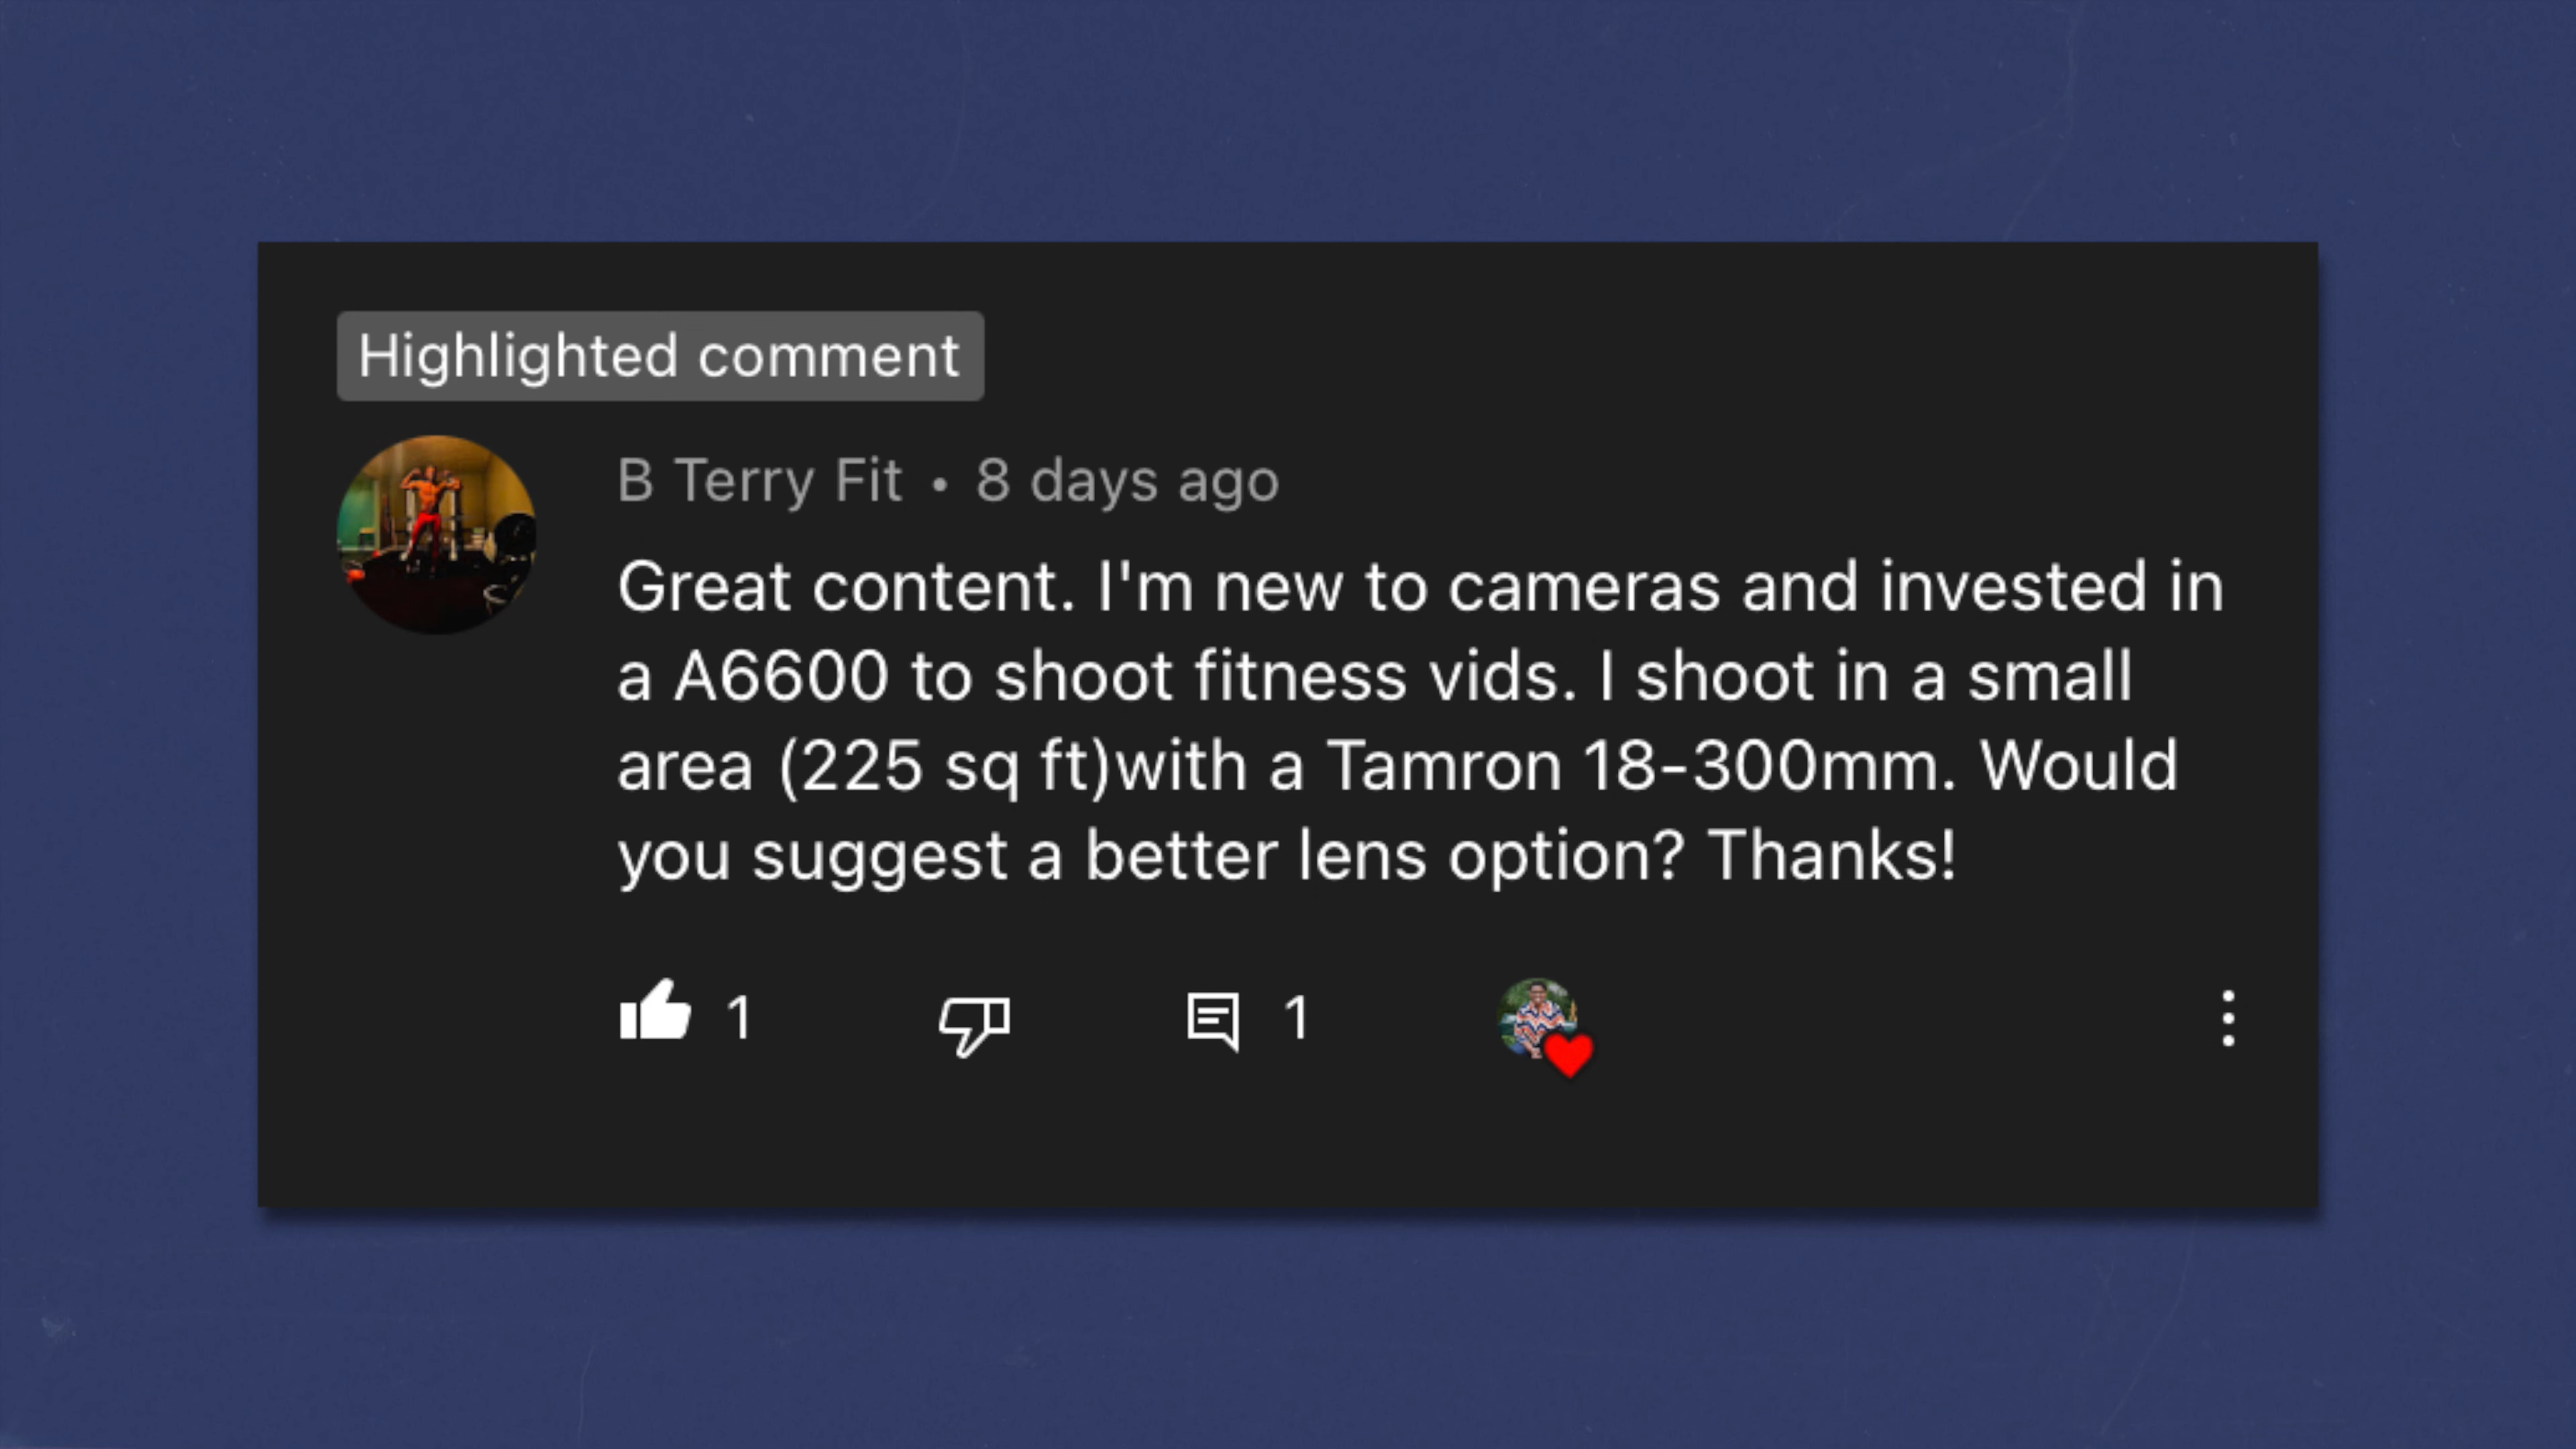 Highlighted comment
B Terry Fit • 8 days ago
Great content. I'm new to cameras and invested in
a A6600 to shoot fitness vids. I shoot in a small
area (225 sq ft)with a Tamron 18-300mm. Would
you suggest a better lens option? Thanks!
1 1